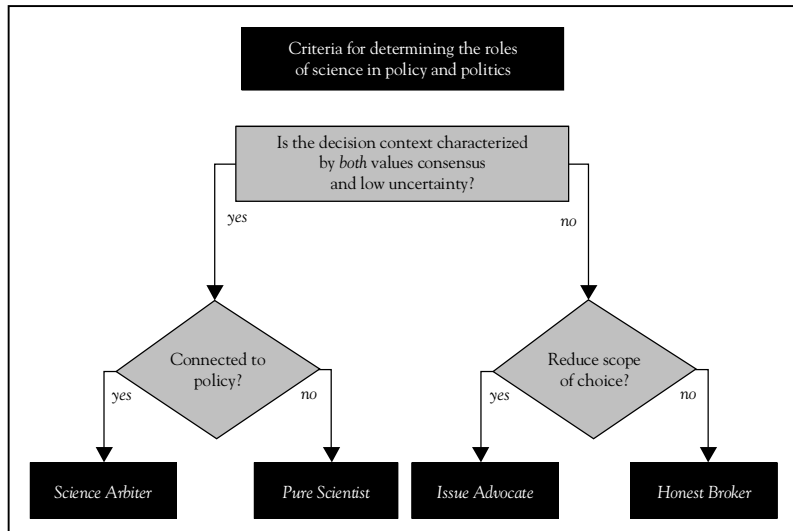 Criteria for determining the roles
of science in policy and politics
Is the decision context characterized
by both values consensus
and low uncertainty?
yes
no
Connected to
policy?
Reduce scope
of choice?
yes
no
yes
no
Science Arbiter
Pure Scientist
Issue Advocate
Honest Broker